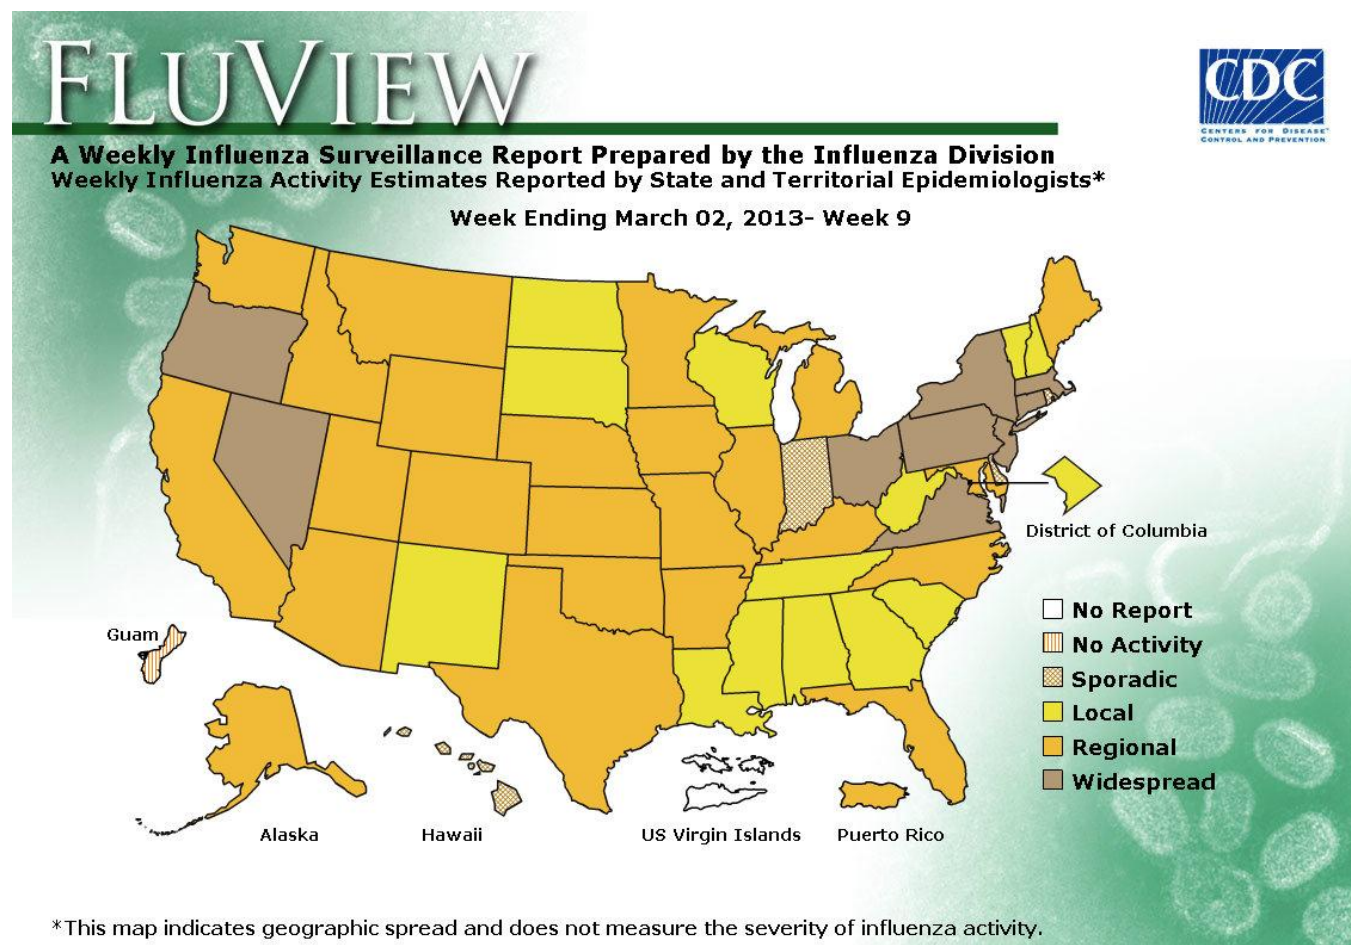 FLUVIEW
CDC
CENTERS FOR DISEASE
CONTROL AND PREVENTION
A Weekly Influenza Surveillance Report Prepared by the Influenza Division
Weekly Influenza Activity Estimates Reported by State and Territorial Epidemiologists*
Week Ending March 02, 2013- Week 9
District of Columbia
No Report
No Activity
Sporadic
Local
Regional
Widespread
Guam
Alaska
Hawaii
US Virgin Islands
Puerto Rico
*This map indicates geographic spread and does not measure the severity of influenza activity.